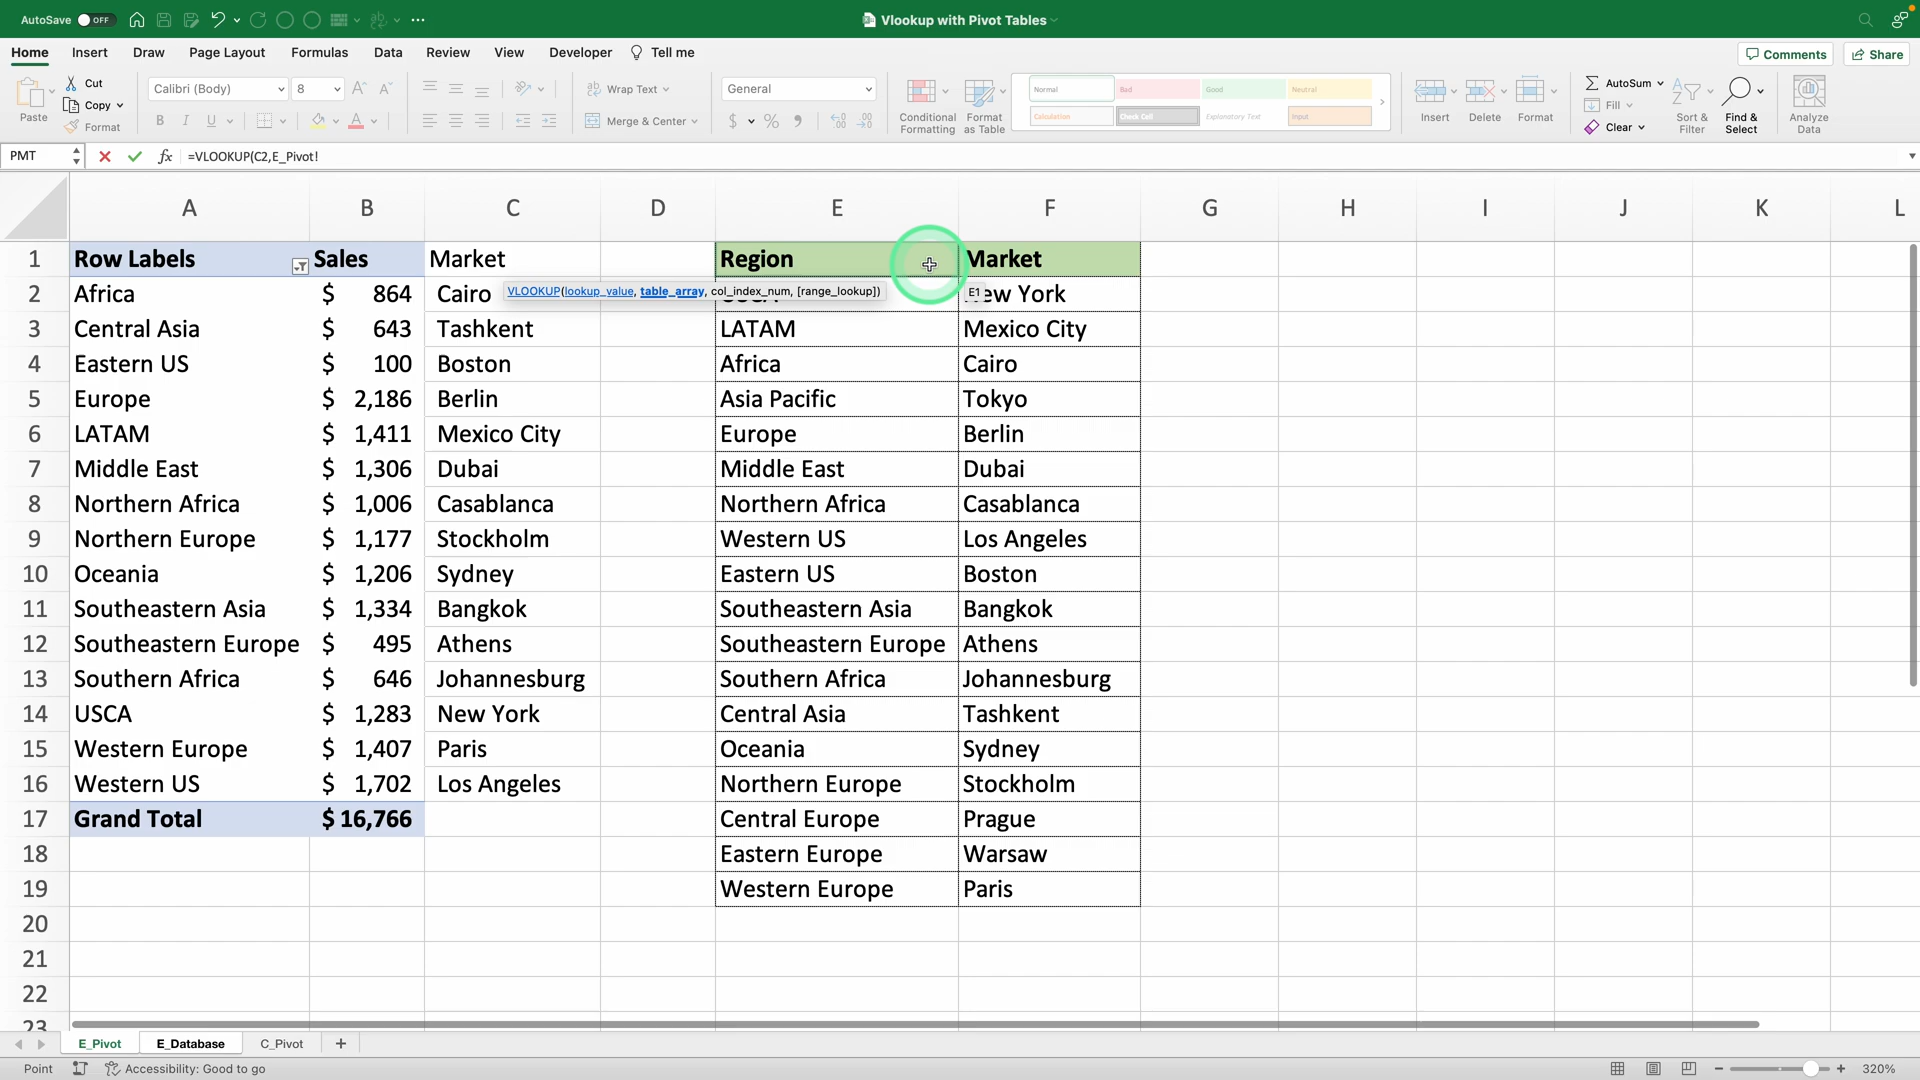 AutoSave OFF
Vlookup with Pivot Tables
Home Insert Draw Page Layout Formulas Data Review View Developer Tell me
Comments Share
Paste
Cut
Copy
Format
Calibri (Body) 8
B I U
Wrap Text
Merge & Center
General
$ %
Conditional Formatting
Format as Table
Normal Bad Good Neutral
Calculation Check Cell Explanatory Text Input
Insert Delete Format
AutoSum
Fill
Clear
Sort & Filter
Find & Select
Analyze Data
PMT fx =VLOOKUP(C2,E_Pivot!
A B C D E F G H I J K L
1 Row Labels Sales Market Region Market
2 Africa $ 864 Cairo New York
VLOOKUP(lookup_value, table_array, col_index_num, [range_lookup])
E1
3 Central Asia $ 643 Tashkent LATAM Mexico City
4 Eastern US $ 100 Boston Africa Cairo
5 Europe $ 2,186 Berlin Asia Pacific Tokyo
6 LATAM $ 1,411 Mexico City Europe Berlin
7 Middle East $ 1,306 Dubai Middle East Dubai
8 Northern Africa $ 1,006 Casablanca Northern Africa Casablanca
9 Northern Europe $ 1,177 Stockholm Western US Los Angeles
10 Oceania $ 1,206 Sydney Eastern US Boston
11 Southeastern Asia $ 1,334 Bangkok Southeastern Asia Bangkok
12 Southeastern Europe $ 495 Athens Southeastern Europe Athens
13 Southern Africa $ 646 Johannesburg Southern Africa Johannesburg
14 USCA $ 1,283 New York Central Asia Tashkent
15 Western Europe $ 1,407 Paris Oceania Sydney
16 Western US $ 1,702 Los Angeles Northern Europe Stockholm
17 Grand Total $ 16,766 Central Europe Prague
18 Eastern Europe Warsaw
19 Western Europe Paris
20
21
22
23
E_Pivot E_Database C_Pivot +
Point Accessibility: Good to go 320%